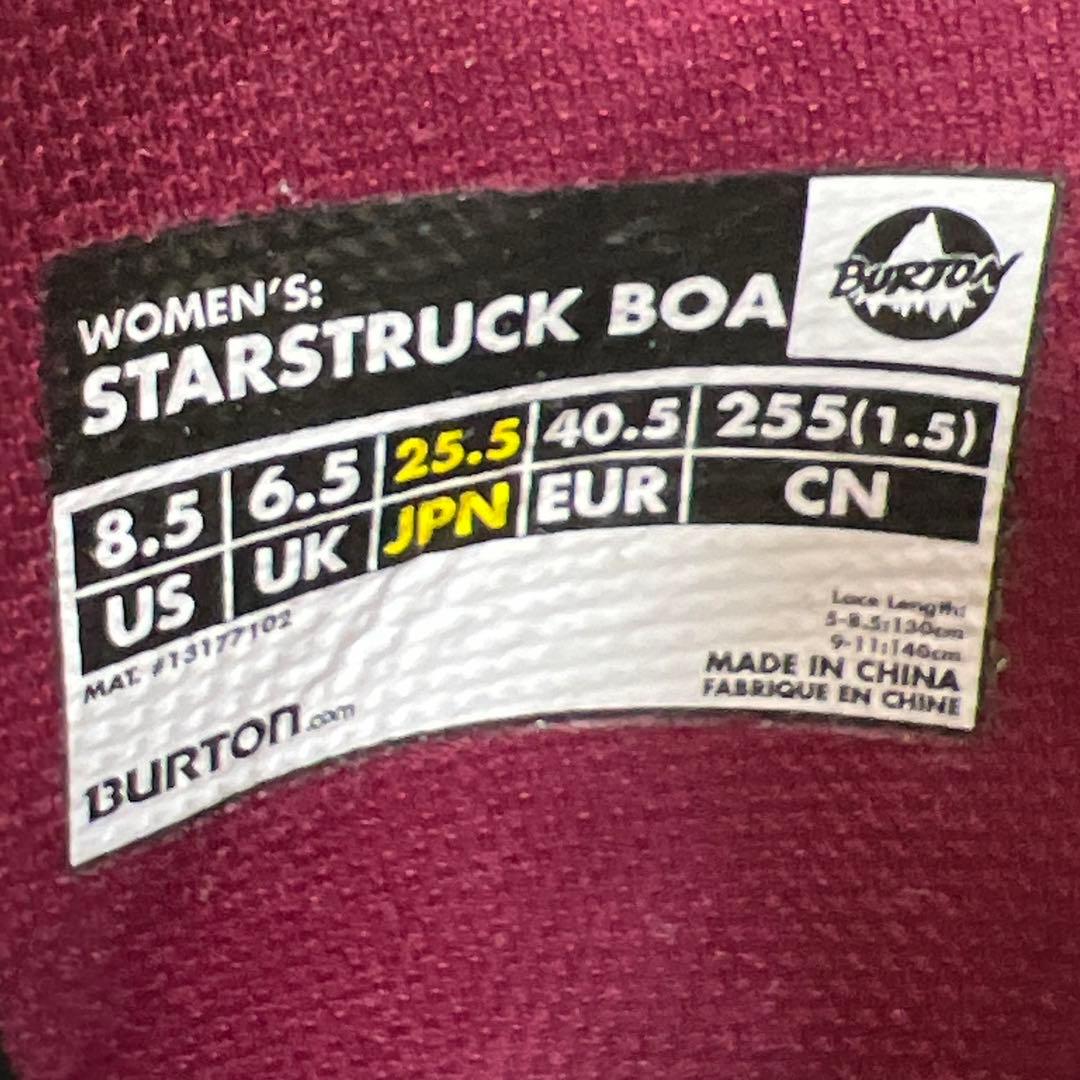 WOMEN'S:
STARSTRUCK BOA
BURTON
8.5 6.5 25.5 40.5 255(1.5)
US UK JPN EUR CN
MAT. #13177102
Lace Length:
5-8.5:130cm
9-11:140cm
MADE IN CHINA
FABRIQUE EN CHINE
BURTON.com